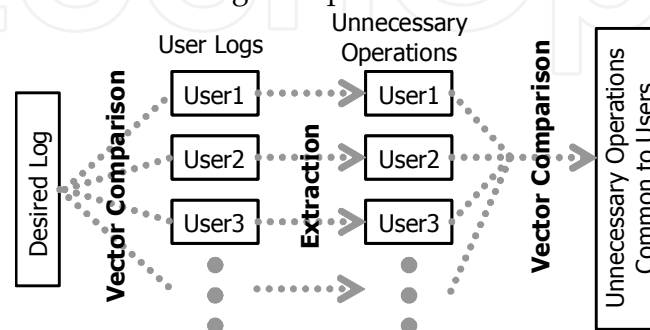 Unnecessary
User Logs
Operations
Desired Log
Vector Comparison
User1
User2
User3
Extraction
User1
User2
User3
Vector Comparison
Unnecessary Operations
Common to Users